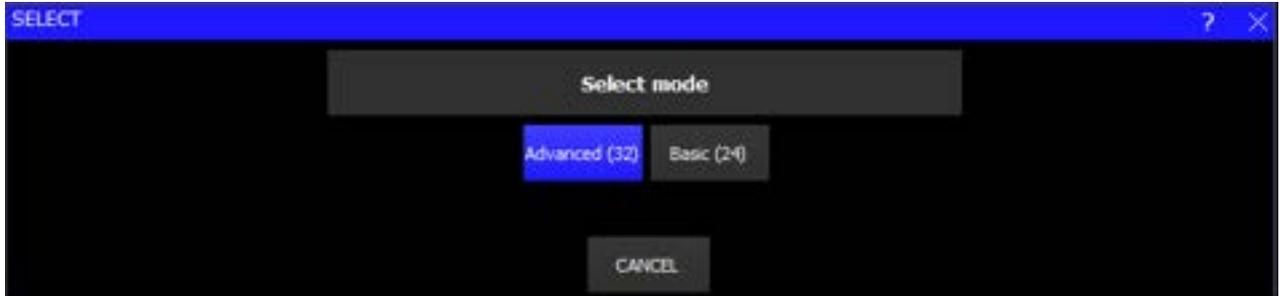 SELECT ? ×
Select mode
Advanced (32) Basic (24)
CANCEL